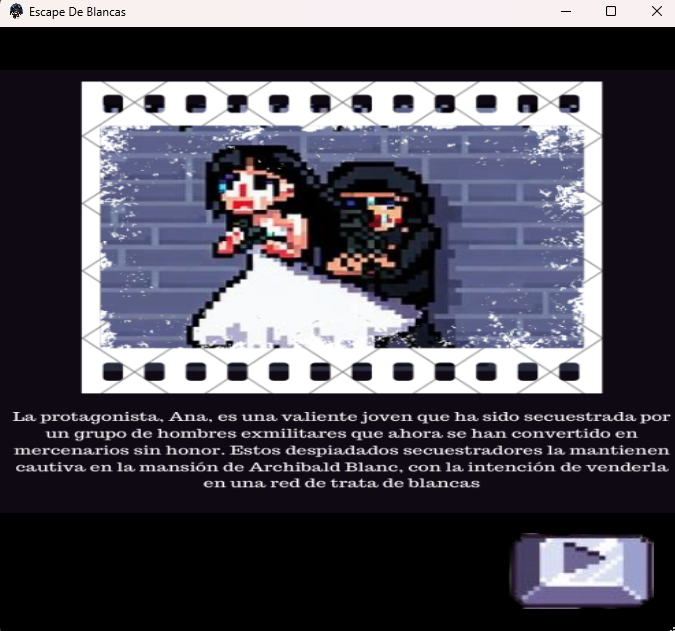 Escape De Blancas
La protagonista, Ana, es una valiente joven que ha sido secuestrada por
un grupo de hombres exmilitares que ahora se han convertido en
mercenarios sin honor. Estos despiadados secuestradores la mantienen
cautiva en la mansión de Archibald Blanc, con la intención de venderla
en una red de trata de blancas